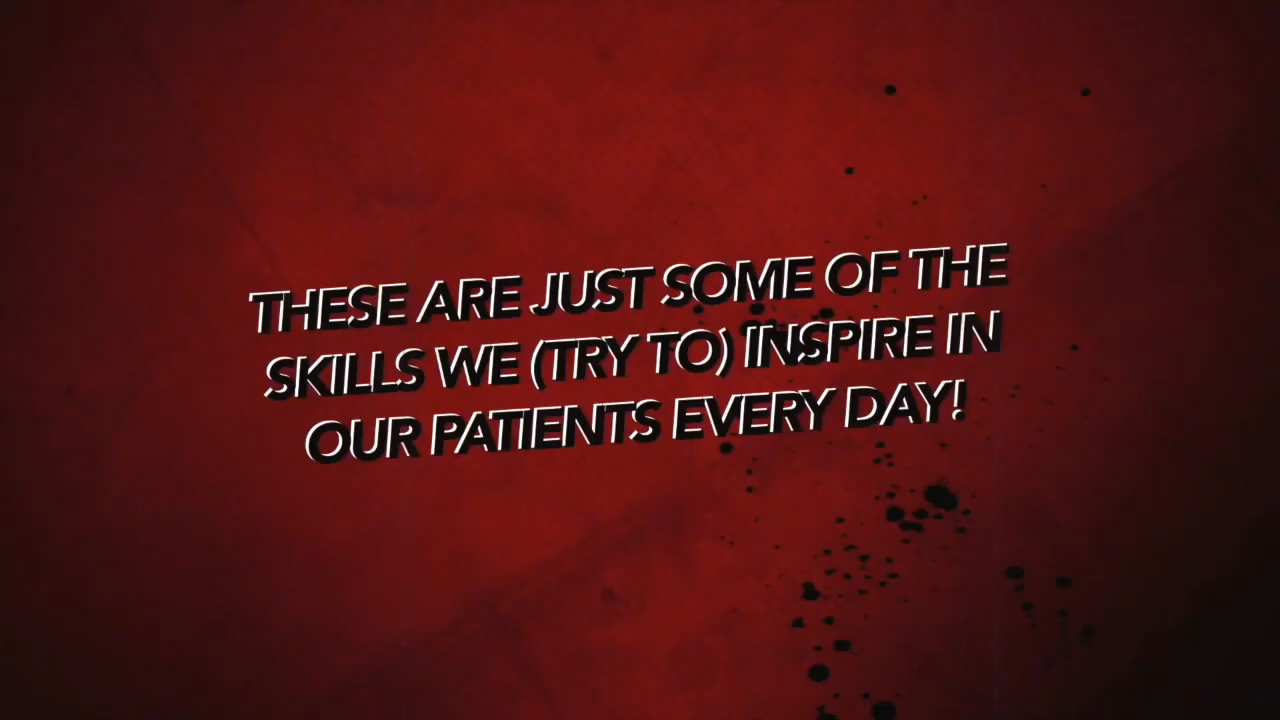 THESE ARE JUST SOME OF THE
SKILLS WE (TRY TO) INSPIRE IN
OUR PATIENTS EVERY DAY!